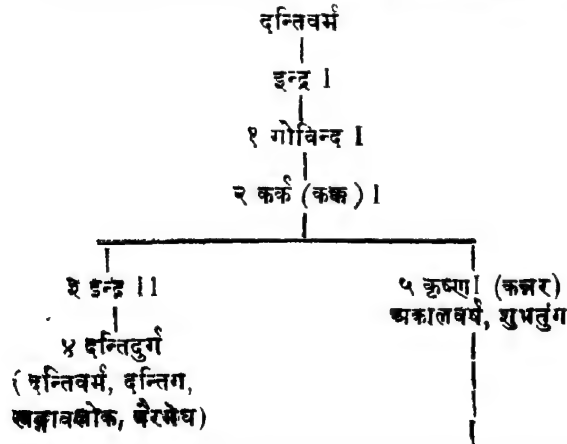 दन्तिवर्म
इन्द्र I
१ गोविन्द I
२ कर्क (कक्क) I
३ इन्द्र II
४ दन्तिदुर्ग
(दन्तिवर्म, दन्तिग,
खड्गावलोक, वैरमेघ)
५ कृष्ण I (कन्नर)
अकालवर्ष, शुभतुंग